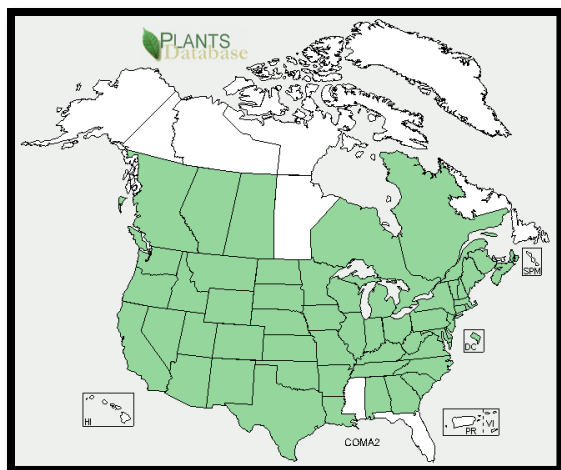 PLANTS
Database
SPM
DC
HI
PR
VI
COMA2